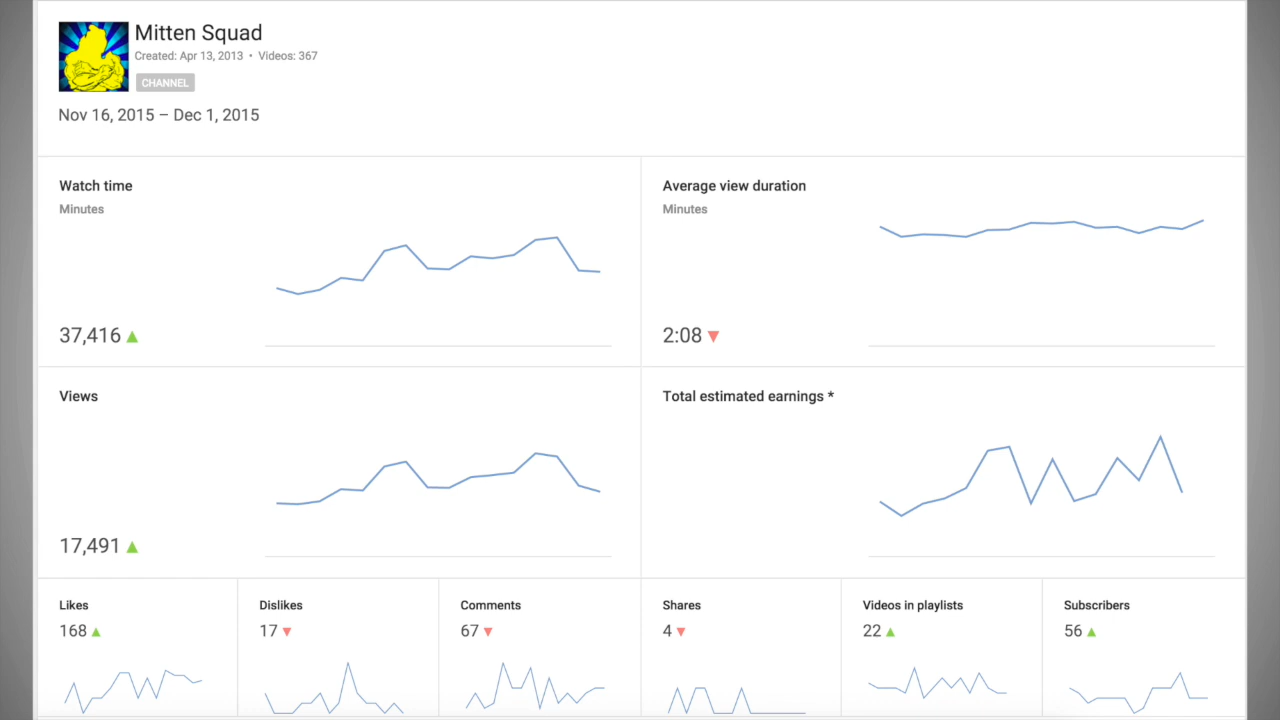 Mitten Squad
Created: Apr 13, 2013 • Videos: 367
CHANNEL
Nov 16, 2015 – Dec 1, 2015
Watch time
Minutes
37,416
Average view duration
Minutes
2:08
Views
17,491
Total estimated earnings *
Likes
168
Dislikes
17
Comments
67
Shares
4
Videos in playlists
22
Subscribers
56